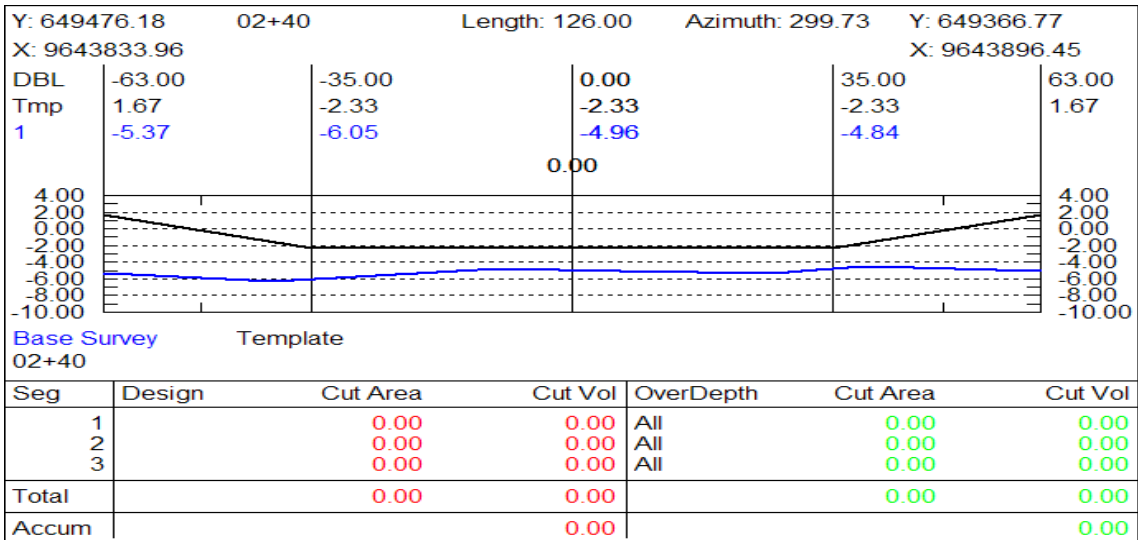 Y: 649476.18 02+40 Length: 126.00 Azimuth: 299.73 Y: 649366.77
X: 9643833.96 X: 9643896.45
DBL -63.00 -35.00 0.00 35.00 63.00
Tmp 1.67 -2.33 -2.33 -2.33 1.67
1 -5.37 -6.05 -4.96 -4.84
0.00
4.00 4.00
2.00 2.00
0.00 0.00
-2.00 -2.00
-4.00 -4.00
-6.00 -6.00
-8.00 -8.00
-10.00 -10.00
Base Survey Template
02+40
Seg Design Cut Area Cut Vol OverDepth Cut Area Cut Vol
1 0.00 0.00 All 0.00 0.00
2 0.00 0.00 All 0.00 0.00
3 0.00 0.00 All 0.00 0.00
Total 0.00 0.00 0.00 0.00
Accum 0.00 0.00